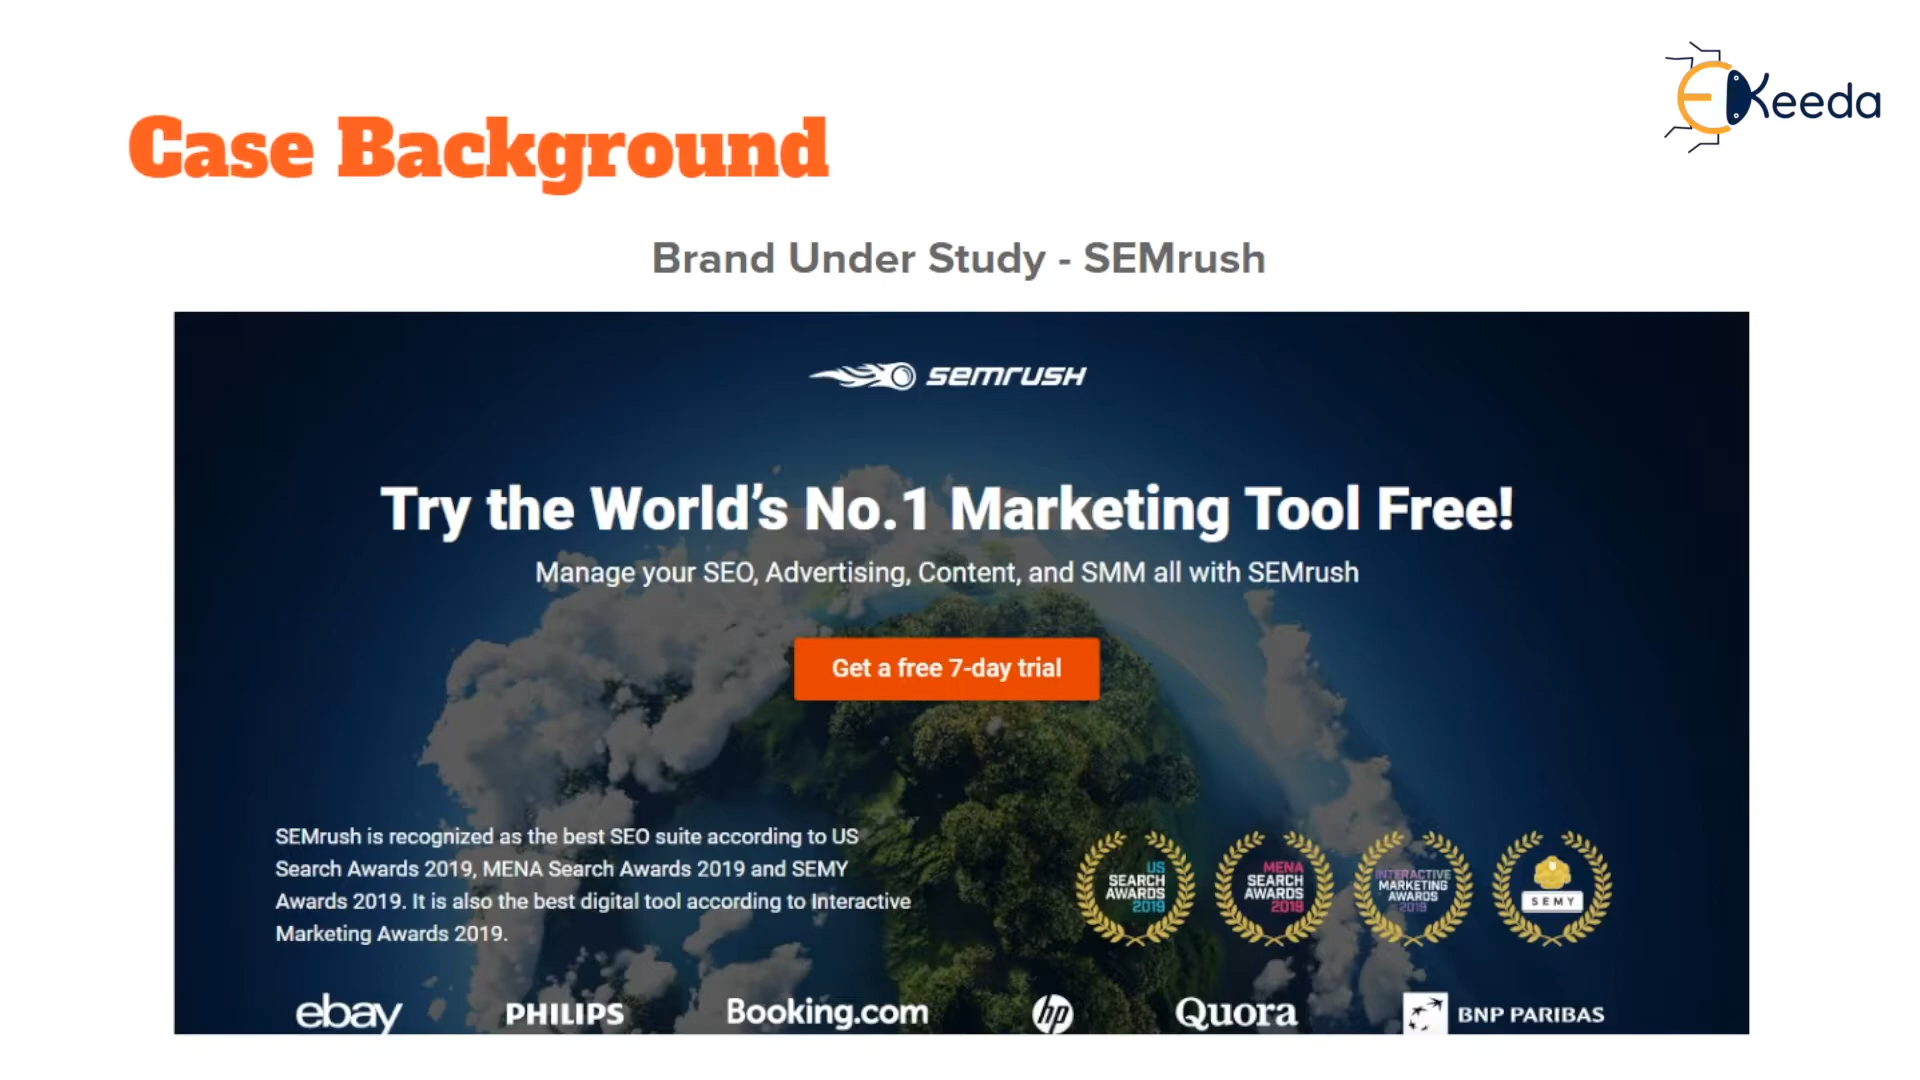 EKeeda
Case Background
Brand Under Study - SEMrush
semrush
Try the World’s No.1 Marketing Tool Free!
Manage your SEO, Advertising, Content, and SMM all with SEMrush
Get a free 7-day trial
SEMrush is recognized as the best SEO suite according to US
Search Awards 2019, MENA Search Awards 2019 and SEMY
Awards 2019. It is also the best digital tool according to Interactive
Marketing Awards 2019.
US
SEARCH
AWARDS
2019
MENA
SEARCH
AWARDS
2019
INTERACTIVE
MARKETING
AWARDS
2019
SEMY
ebay
PHILIPS
Booking.com
hp
Quora
BNP PARIBAS